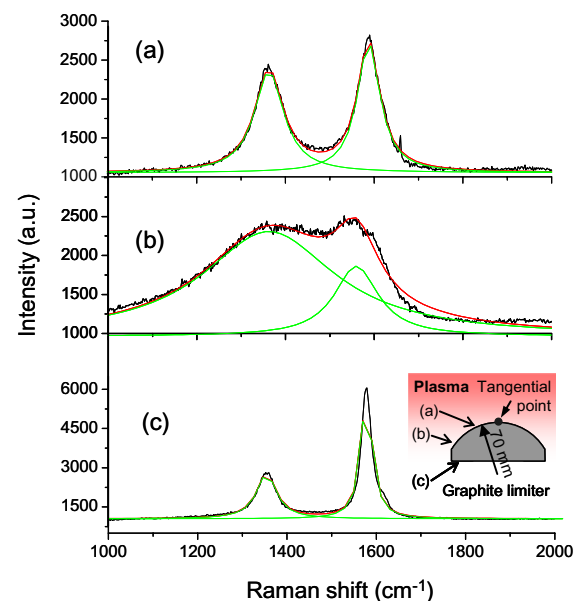 3000
(a)
2500
2000
1500
1000
2500
(b)
2000
1500
1000
Intensity (a.u.)
6000
(c)
4500
3000
1500
Plasma Tangential
point
(a)
(b)
(c)
70 mm
Graphite limiter
1000 1200 1400 1600 1800 2000
Raman shift (cm⁻¹)